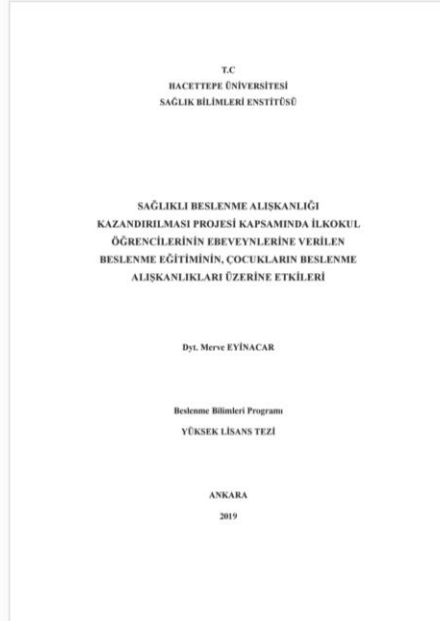 T.C
HACETTEPE ÜNİVERSİTESİ
SAĞLIK BİLİMLERİ ENSTİTÜSÜ
SAĞLIKLI BESLENME ALIŞKANLIĞI
KAZANDIRILMASI PROJESİ KAPSAMINDA İLKOKUL
ÖĞRENCİLERİNİN EBEVEYNLERİNE VERİLEN
BESLENME EĞİTİMİNİN, ÇOCUKLARIN BESLENME
ALIŞKANLIKLARI ÜZERİNE ETKİLERİ
Dyt. Merve EYİNACAR
Beslenme Bilimleri Programı
YÜKSEK LİSANS TEZİ
ANKARA
2019